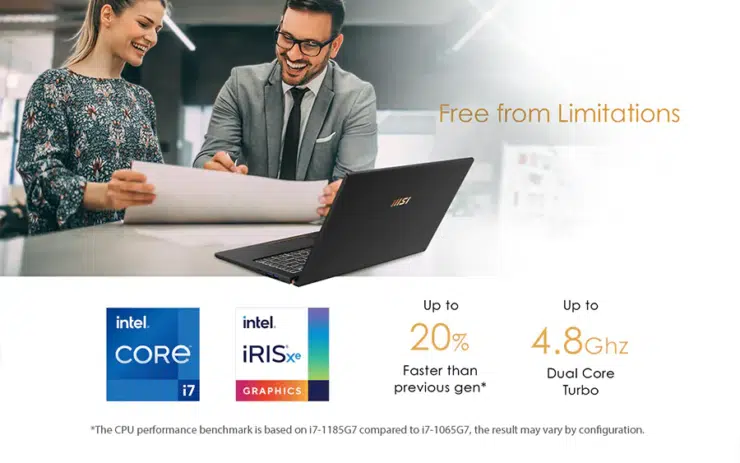 Free from Limitations
msi
intel.
CORE
i7
intel.
iRIS Xe
GRAPHICS
Up to
20%
Faster than
previous gen*
Up to
4.8Ghz
Dual Core
Turbo
*The CPU performance benchmark is based on i7-1185G7 compared to i7-1065G7, the result may vary by configuration.